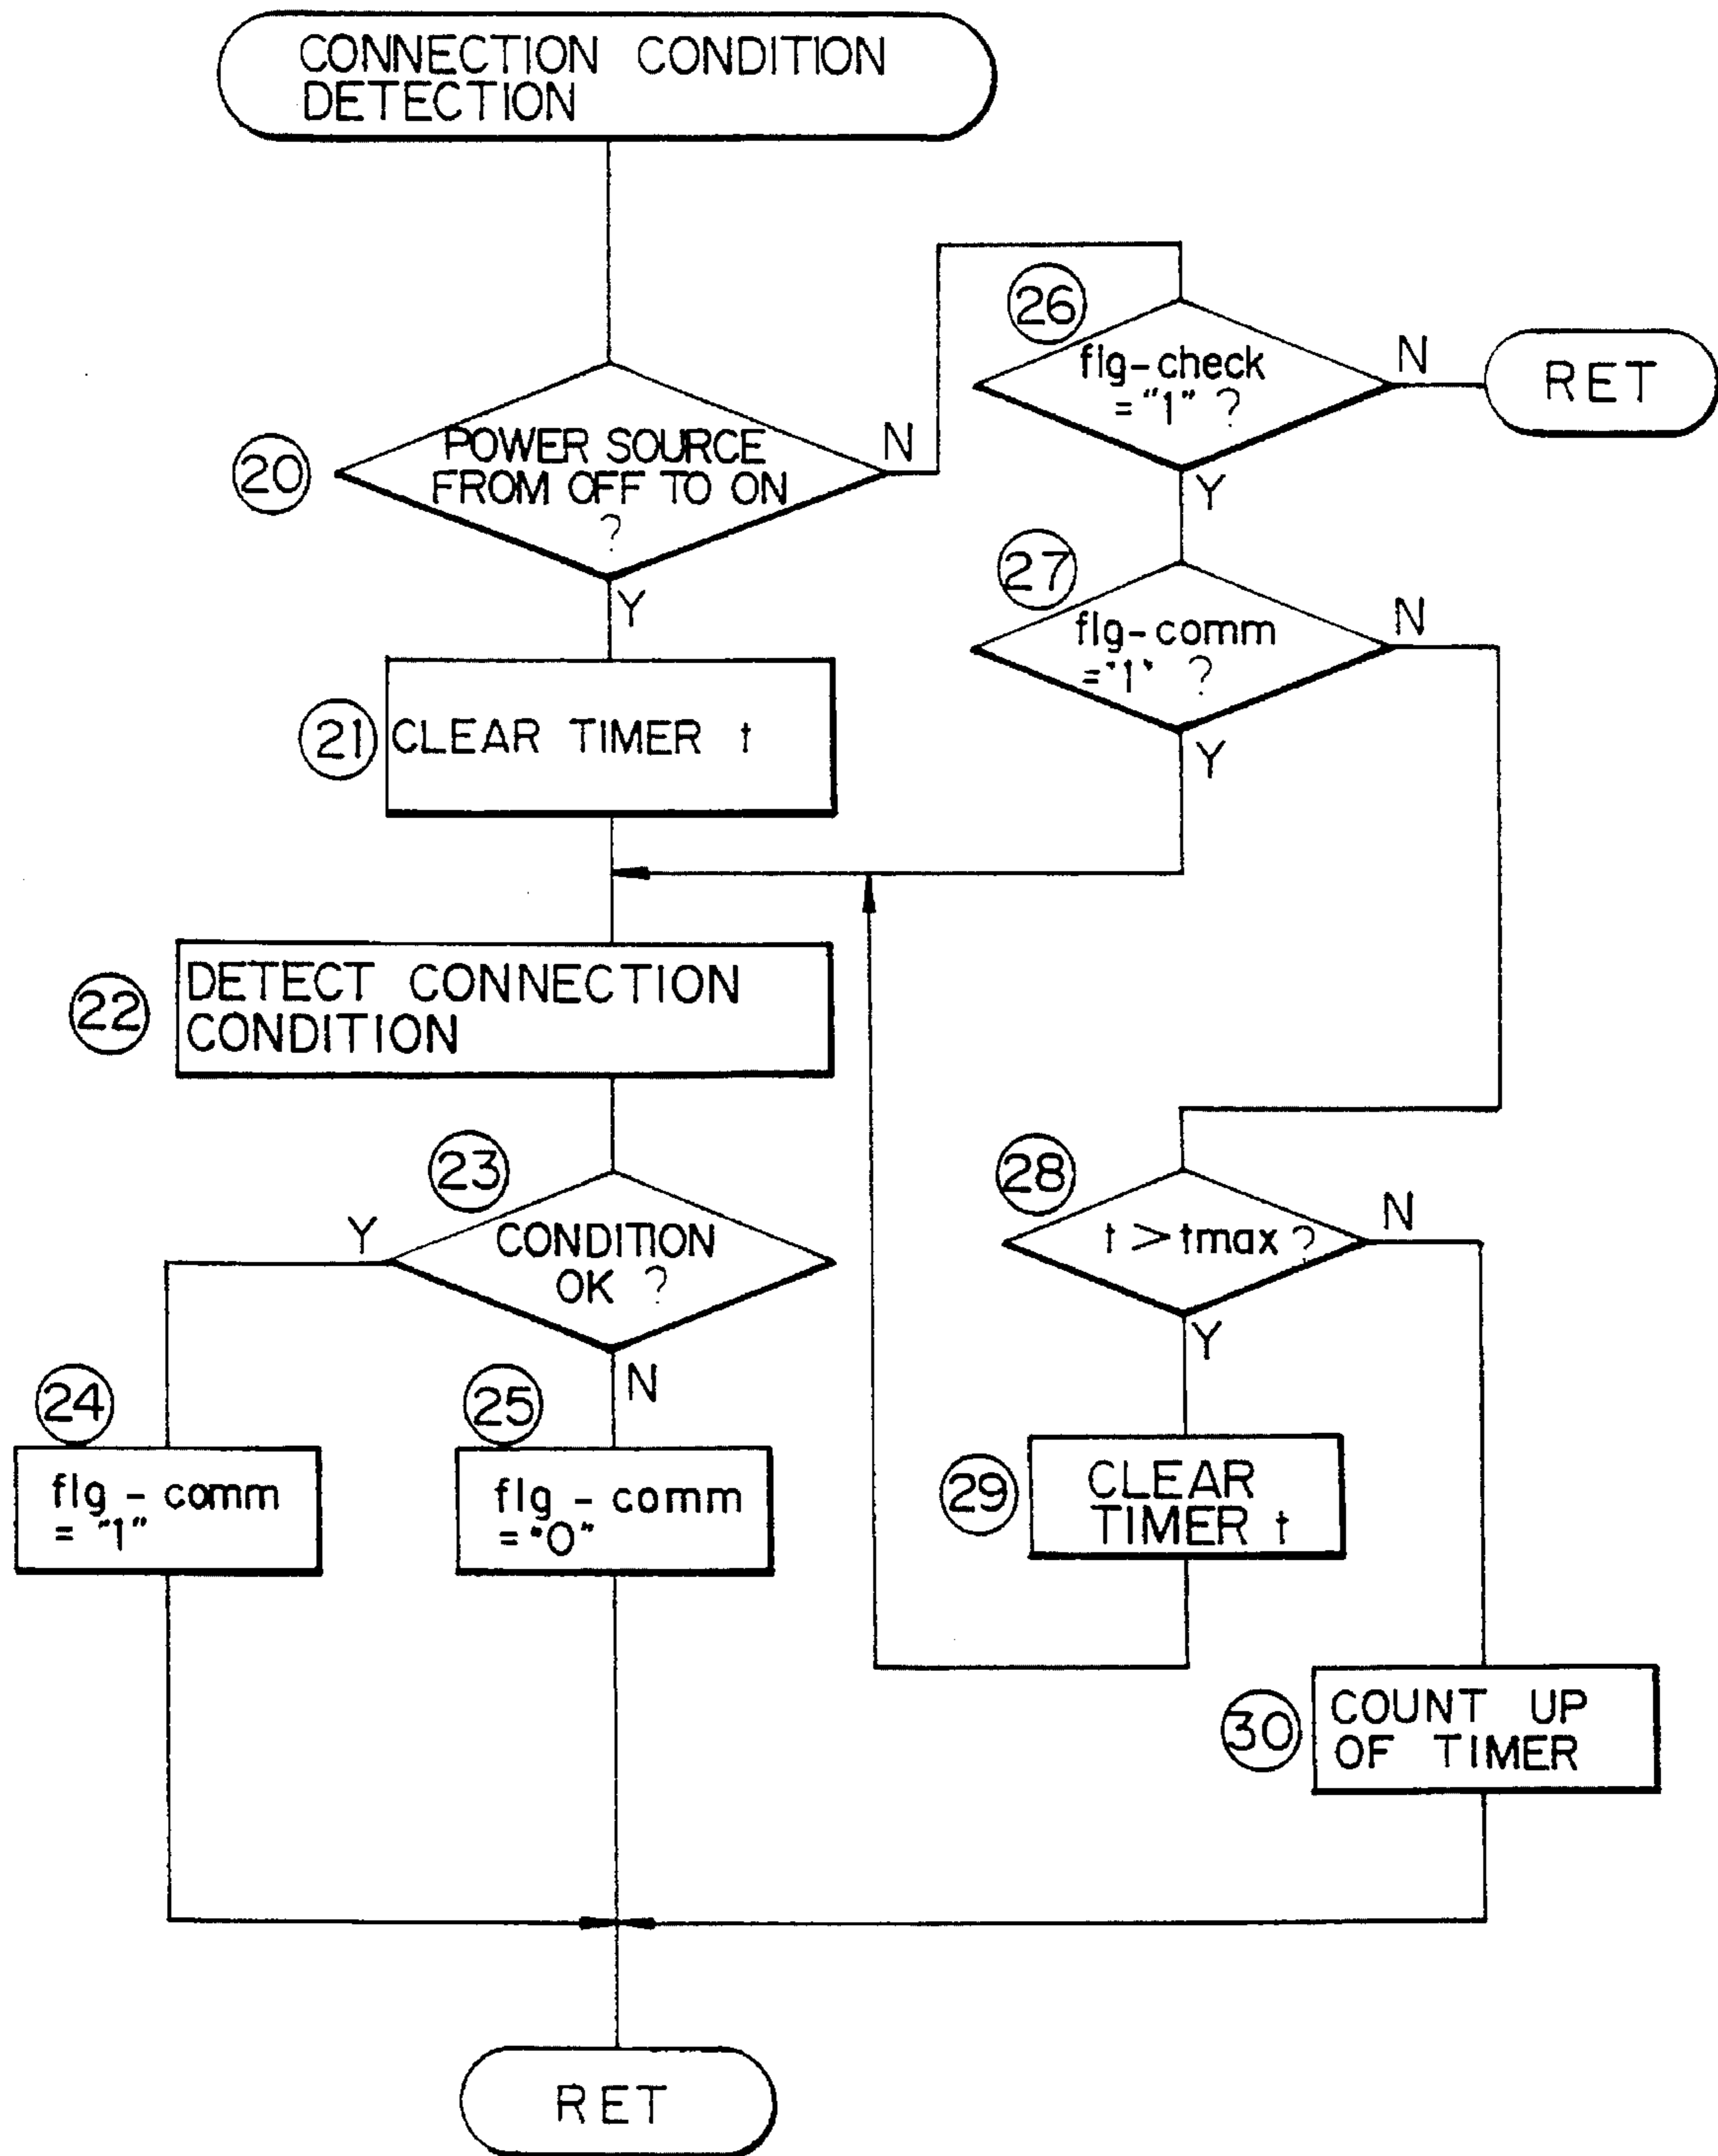 CONNECTION CONDITION
DETECTION
20
POWER SOURCE
FROM OFF TO ON
?
N
Y
21
CLEAR TIMER t
22
DETECT CONNECTION
CONDITION
23
CONDITION
OK ?
Y
N
24
flg - comm
= "1"
25
flg - comm
= "0"
26
flg-check
="1" ?
N
RET
Y
27
flg-comm
="1" ?
N
Y
28
t > tmax ?
N
Y
29
CLEAR
TIMER t
30
COUNT UP
OF TIMER
RET